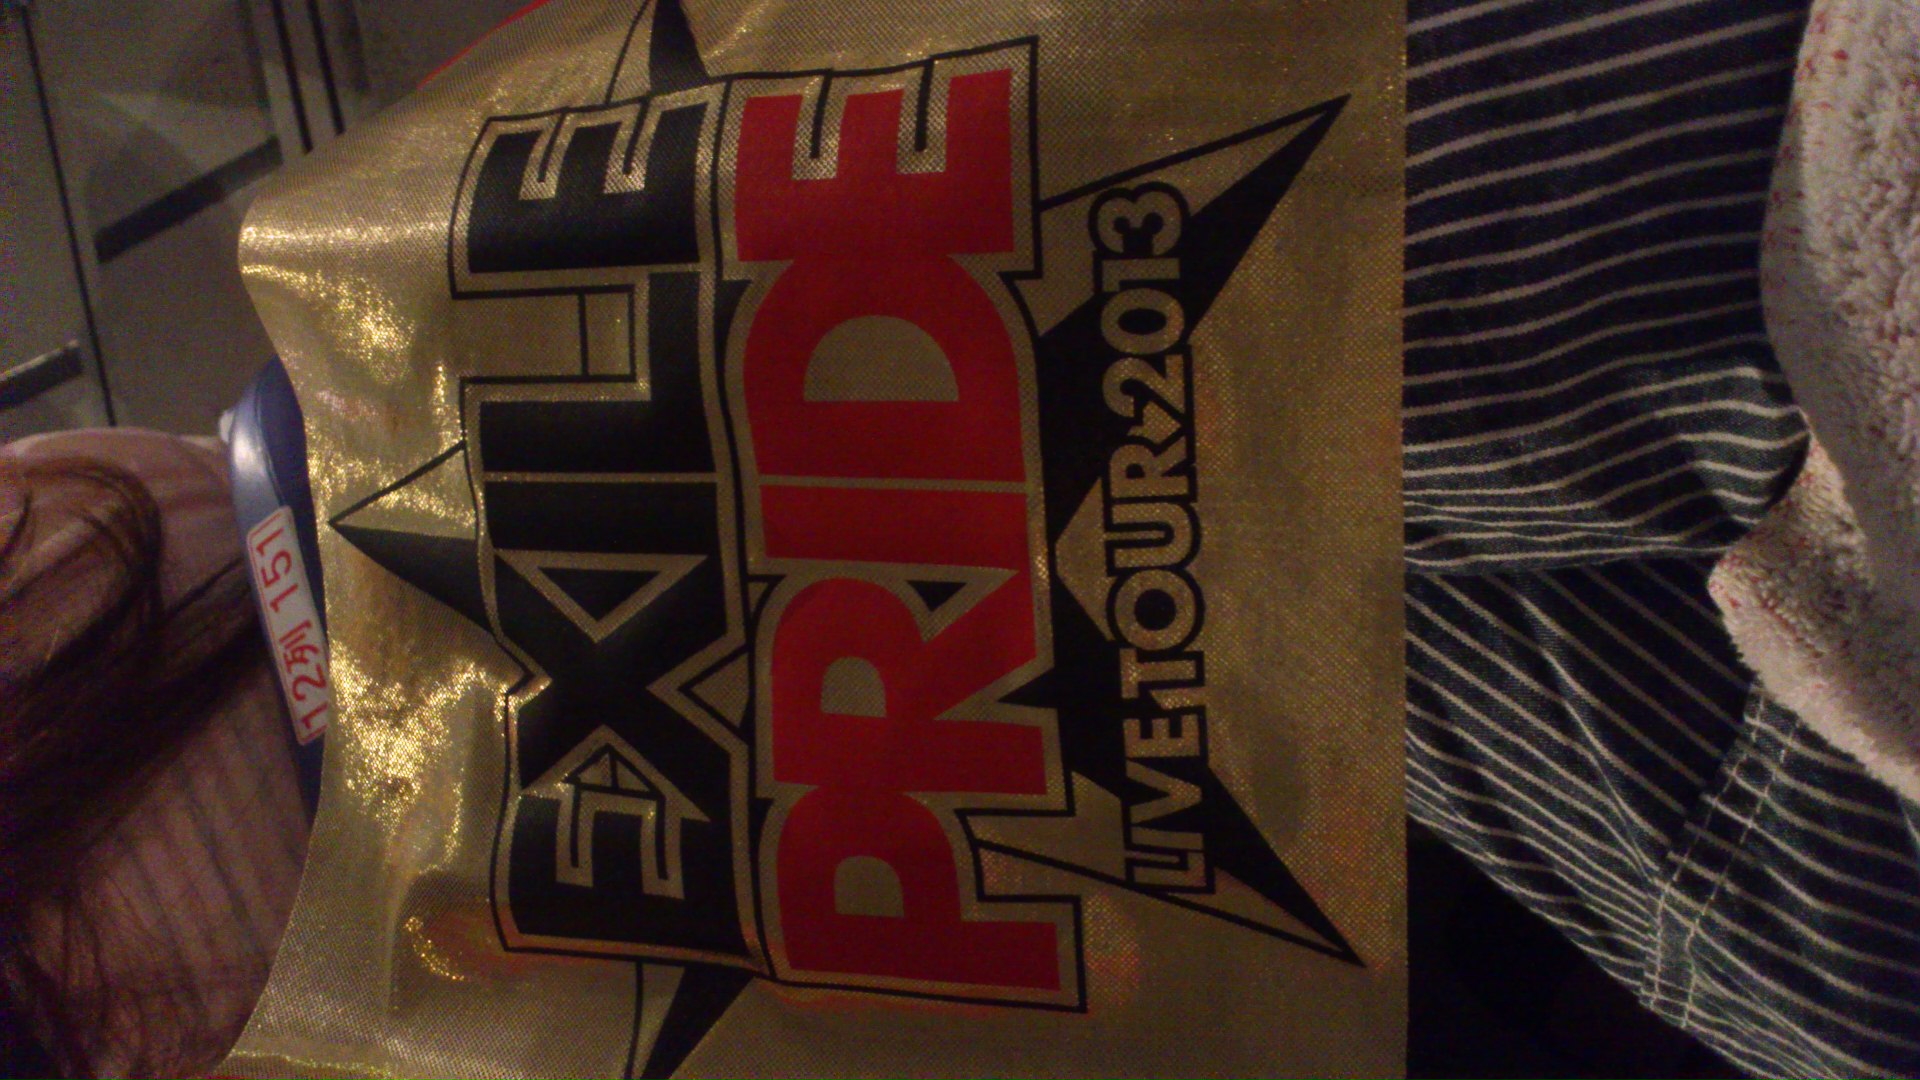 EXILE
PRIDE
LIVE TOUR 2013
12列 151